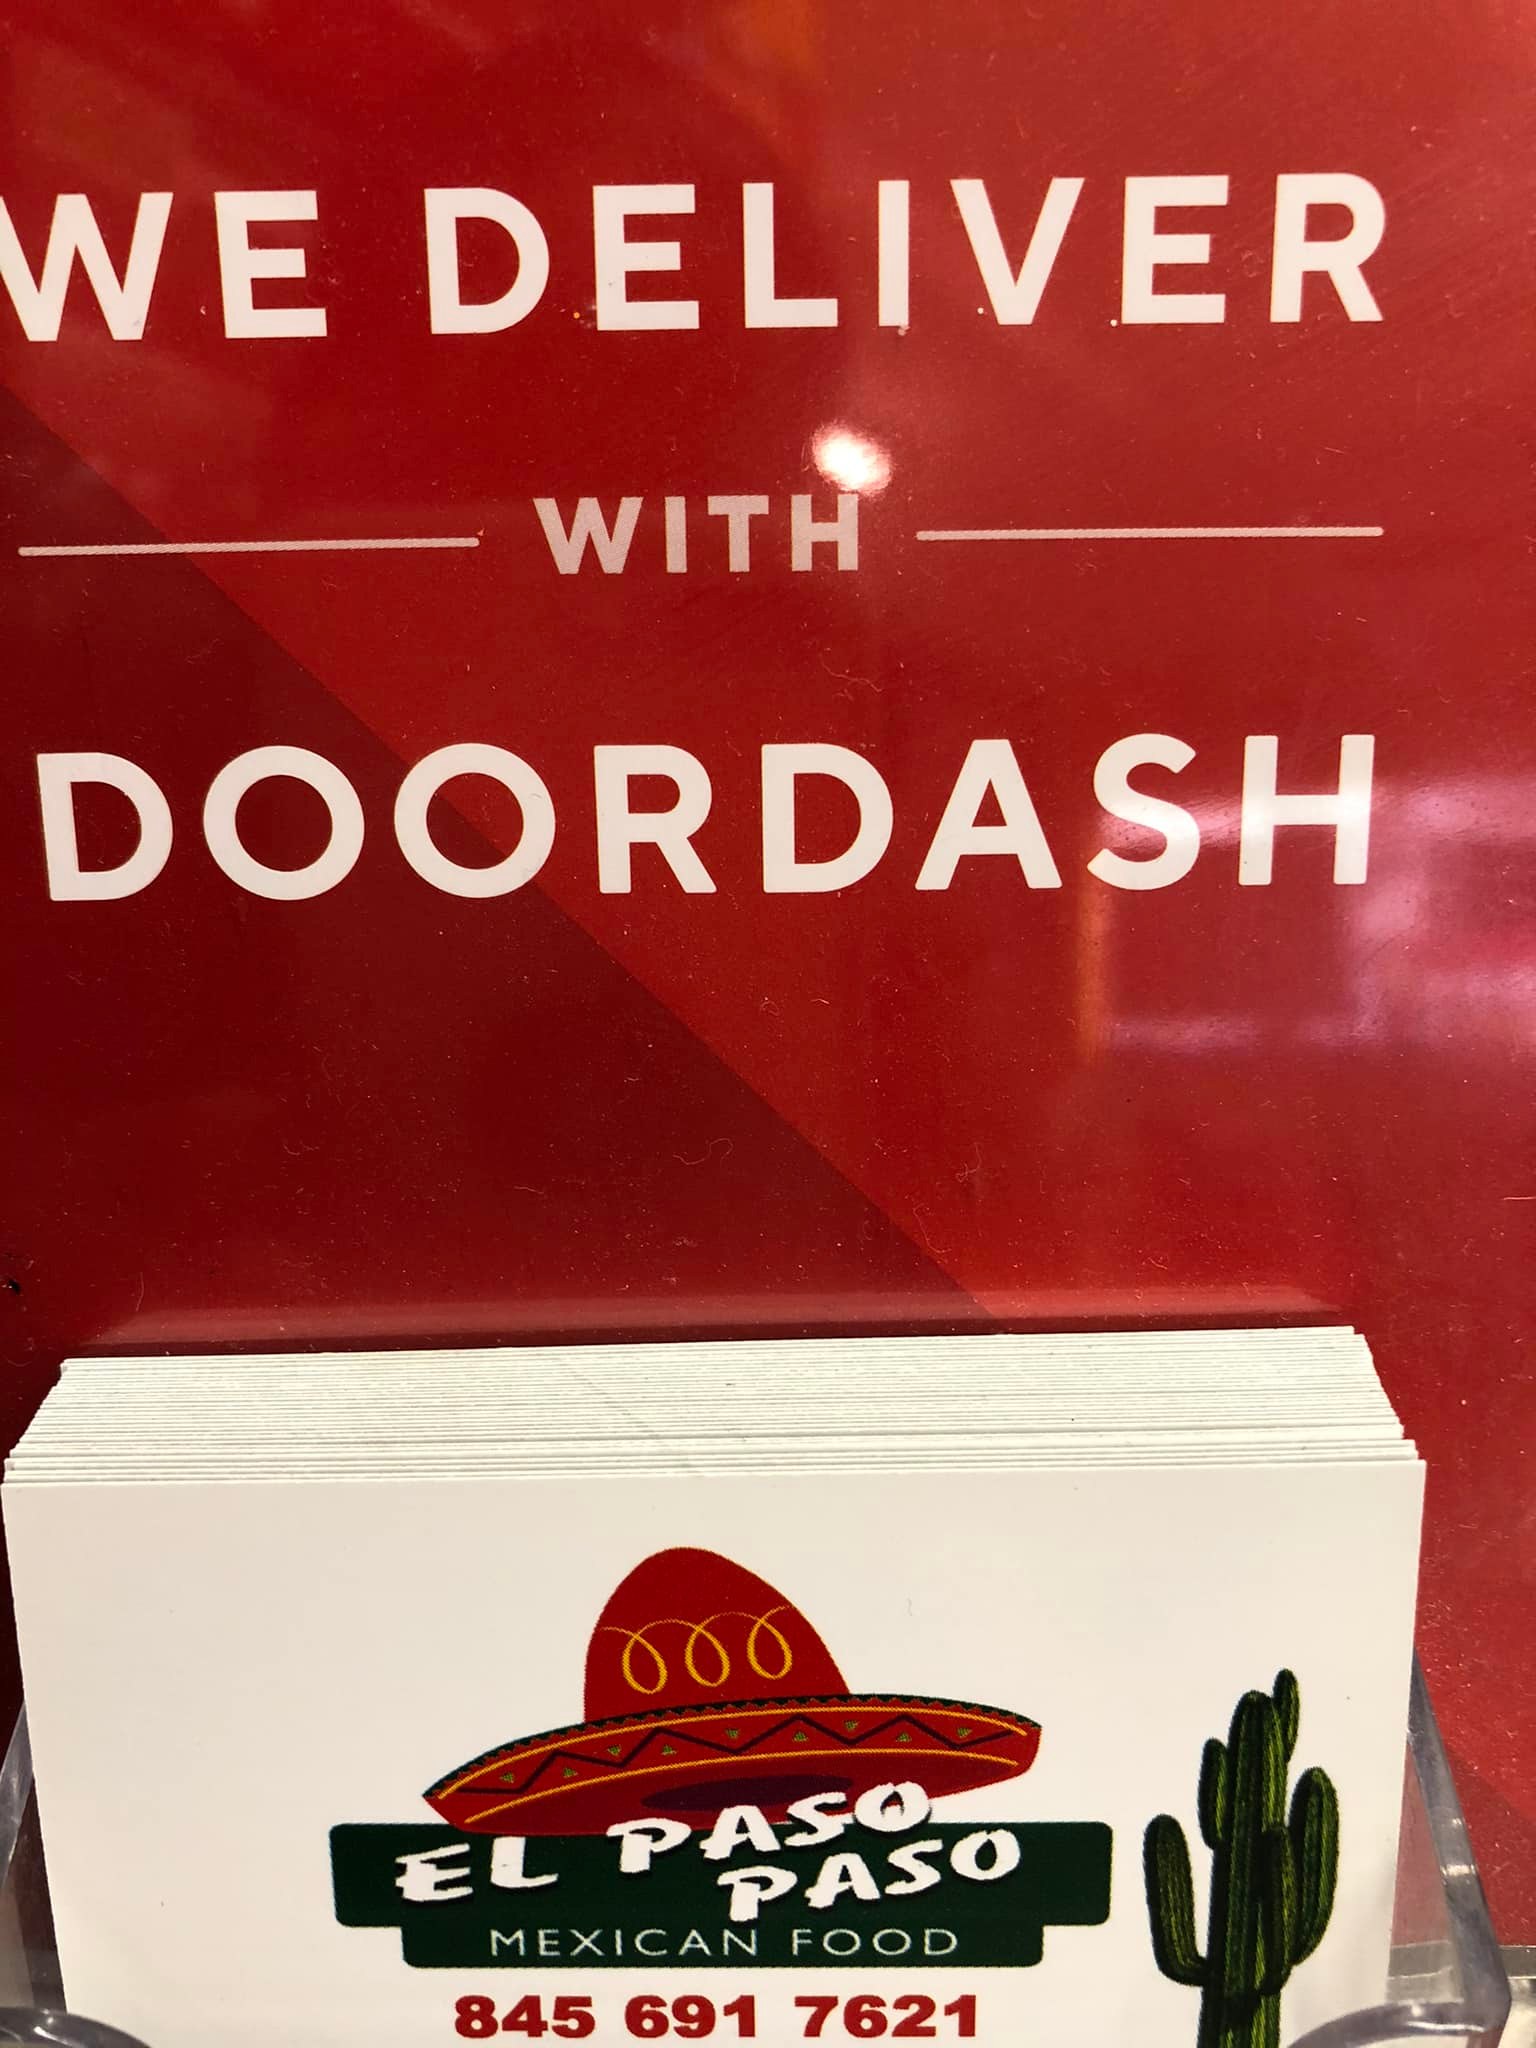 WE DELIVER
WITH
DOORDASH
EL PASO
PASO
MEXICAN FOOD
845 691 7621